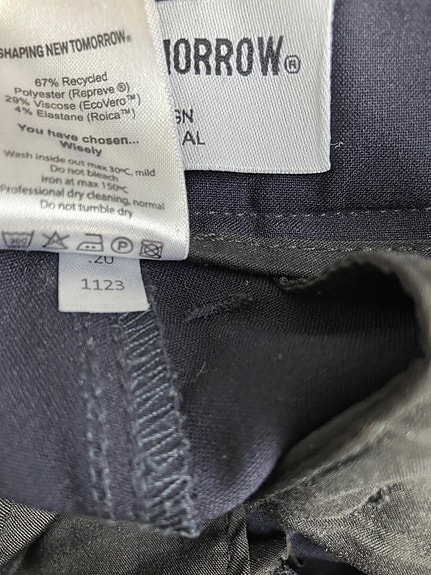 SHAPING NEW TOMORROW®
67% Recycled
Polyester (Repreve ®)
29% Viscose (EcoVero™)
4% Elastane (Roica™)
You have chosen...
Wisely
Wash inside out max 30°C, mild
Do not bleach
Iron at max 150°C
Professional dry cleaning, normal
Do not tumble dry
P
ORROW®
GN
AL
.20
1123